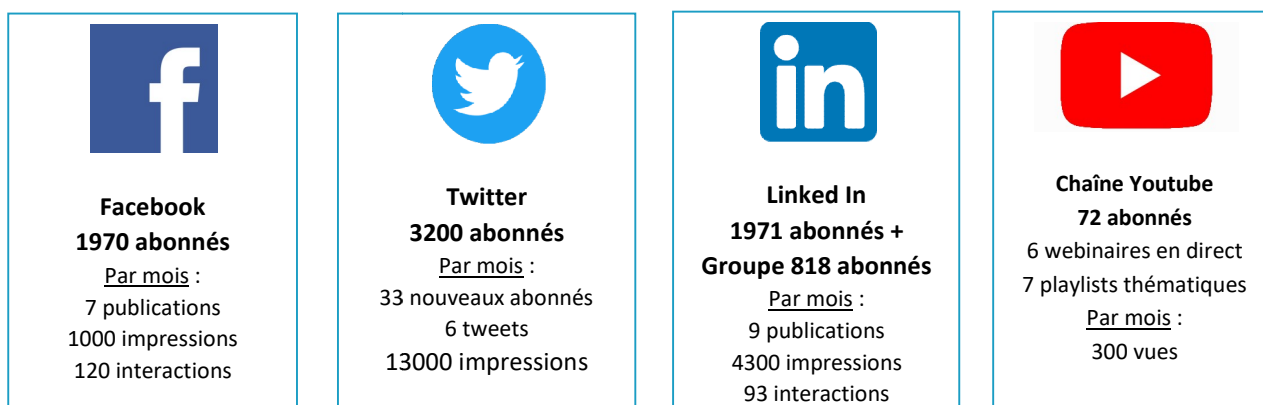 Facebook
1970 abonnés
Par mois :
7 publications
1000 impressions
120 interactions
Twitter
3200 abonnés
Par mois :
33 nouveaux abonnés
6 tweets
13000 impressions
in
Linked In
1971 abonnés +
Groupe 818 abonnés
Par mois :
9 publications
4300 impressions
93 interactions
Chaîne Youtube
72 abonnés
6 webinaires en direct
7 playlists thématiques
Par mois :
300 vues